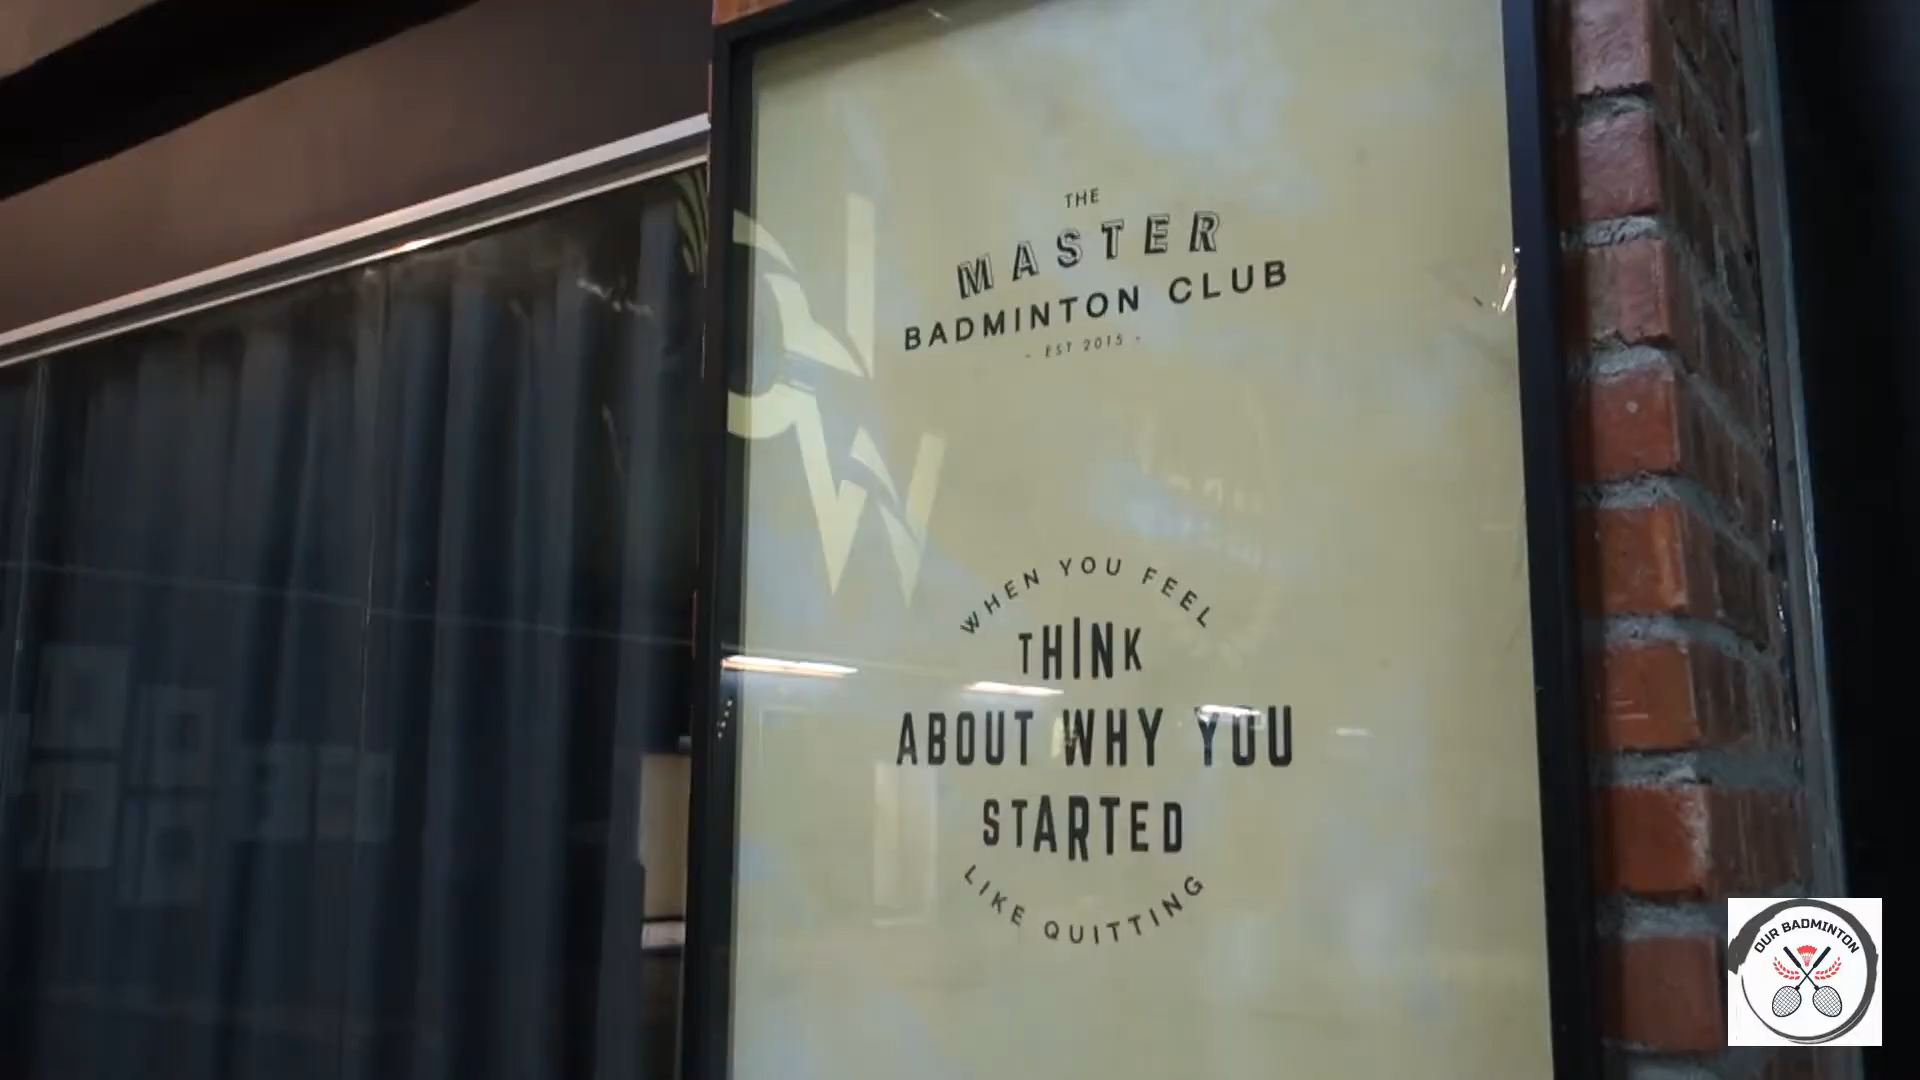 THE
MASTER
BADMINTON CLUB
- EST 2015 -
WHEN YOU FEEL
THINK
ABOUT WHY YOU
STARTED
LIKE QUITTING
OUR BADMINTON